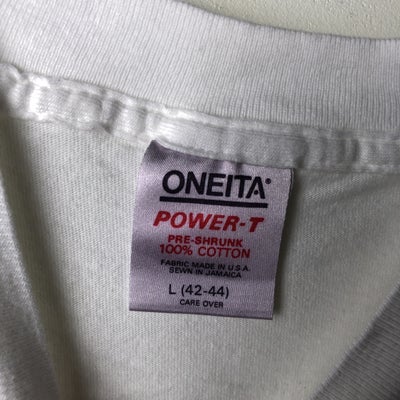 ONEITA®
POWER-T
PRE-SHRUNK
100% COTTON
FABRIC MADE IN U.S.A.
SEWN IN JAMAICA
L (42-44)
CARE OVER